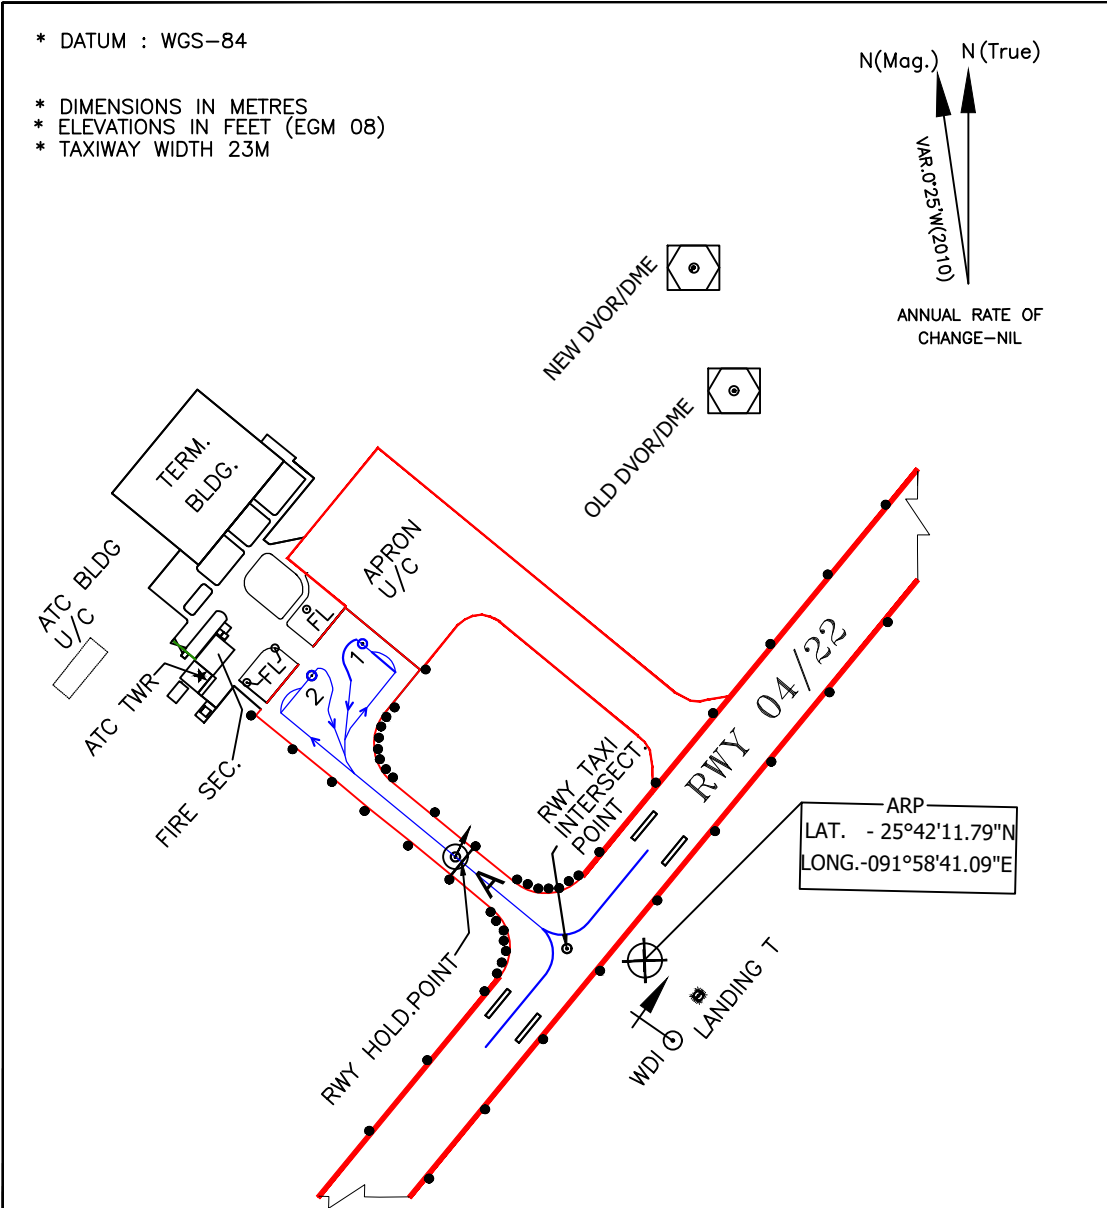 * DATUM : WGS-84
* DIMENSIONS IN METRES
* ELEVATIONS IN FEET (EGM 08)
* TAXIWAY WIDTH 23M
N(Mag.)
N(True)
VAR.0°25'W(2010)
ANNUAL RATE OF
CHANGE-NIL
NEW DVOR/DME
OLD DVOR/DME
TERM.
BLDG.
APRON
U/C
ATC BLDG
U/C
FL
FL
1
2
ATC TWR
FIRE SEC.
RWY 04/22
RWY TAXI
INTERSECT.
POINT
ARP
LAT. - 25°42'11.79"N
LONG.-091°58'41.09"E
A
RWY HOLD.POINT
LANDING T
WDI